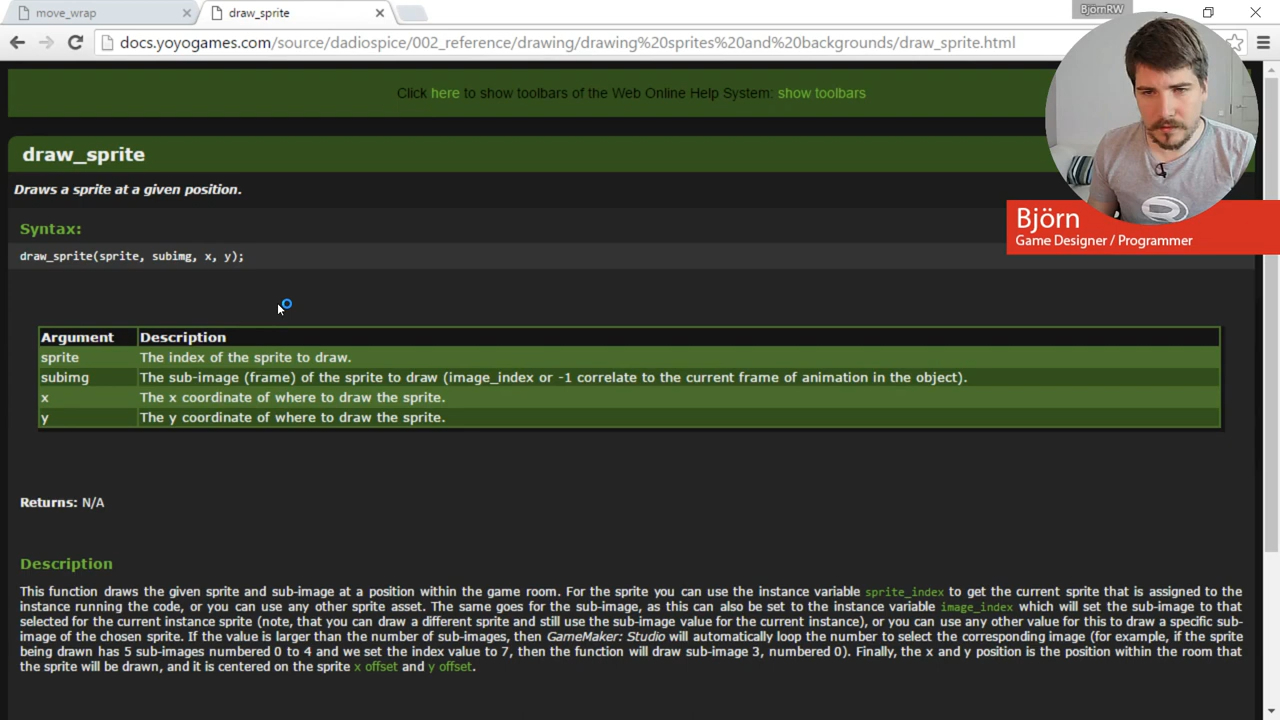 move_wrap
draw_sprite
BjörnRW
docs.yoyogames.com/source/dadiospice/002_reference/drawing/drawing%20sprites%20and%20backgrounds/draw_sprite.html
Click here to show toolbars of the Web Online Help System: show toolbars
draw_sprite
Draws a sprite at a given position.
Björn
Game Designer / Programmer
Syntax:
draw_sprite(sprite, subimg, x, y);
Argument Description
sprite The index of the sprite to draw.
subimg The sub-image (frame) of the sprite to draw (image_index or -1 correlate to the current frame of animation in the object).
x The x coordinate of where to draw the sprite.
y The y coordinate of where to draw the sprite.
Returns: N/A
Description
This function draws the given sprite and sub-image at a position within the game room. For the sprite you can use the instance variable sprite_index to get the current sprite that is assigned to the
instance running the code, or you can use any other sprite asset. The same goes for the sub-image, as this can also be set to the instance variable image_index which will set the sub-image to that
selected for the current instance sprite (note, that you can draw a different sprite and still use the sub-image value for the current instance), or you can use any other value for this to draw a specific sub-
image of the chosen sprite. If the value is larger than the number of sub-images, then GameMaker: Studio will automatically loop the number to select the corresponding image (for example, if the sprite
being drawn has 5 sub-images numbered 0 to 4 and we set the index value to 7, then the function will draw sub-image 3, numbered 0). Finally, the x and y position is the position within the room that
the sprite will be drawn, and it is centered on the sprite x offset and y offset.